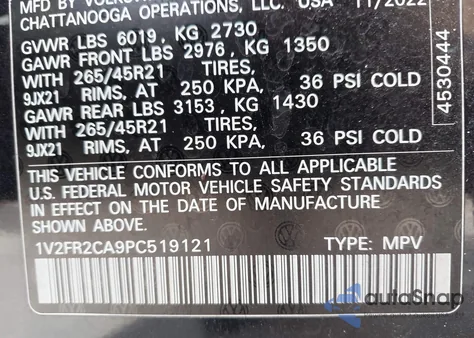 CHATTANOOGA OPERATIONS, LLC. USA 11/2022
GVWR LBS 6019, KG 2730
GAWR FRONT LBS 2976, KG 1350
WITH 265/45R21 TIRES,
9JX21 RIMS, AT 250 KPA, 36 PSI COLD
GAWR REAR LBS 3153, KG 1430
WITH 265/45R21 TIRES,
9JX21 RIMS, AT 250 KPA, 36 PSI COLD
4530444
THIS VEHICLE CONFORMS TO ALL APPLICABLE
U.S. FEDERAL MOTOR VEHICLE SAFETY STANDARDS
IN EFFECT ON THE DATE OF MANUFACTURE
SHOWN ABOVE.
1V2FR2CA9PC519121 TYPE: MPV
autoSnap